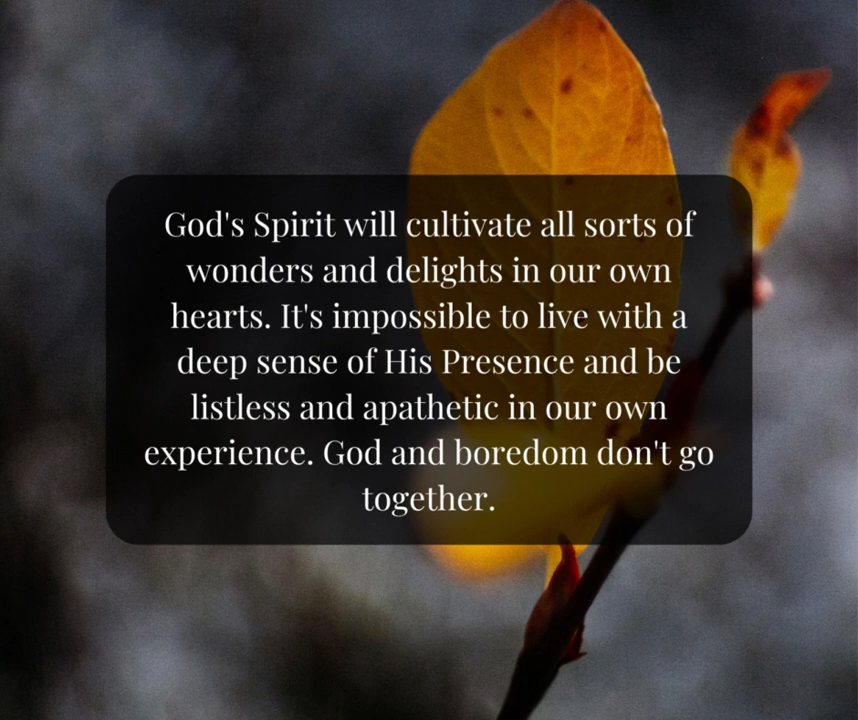 God's Spirit will cultivate all sorts of
wonders and delights in our own
hearts. It's impossible to live with a
deep sense of His Presence and be
listless and apathetic in our own
experience. God and boredom don't go
together.